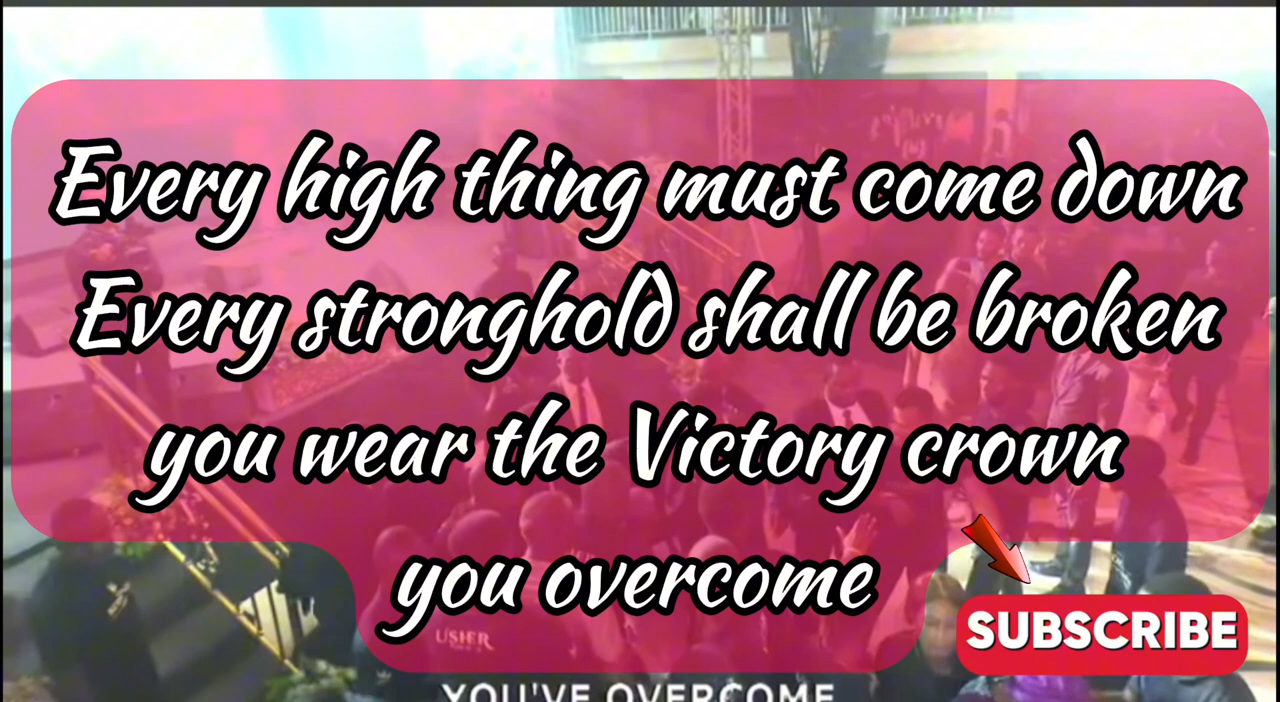 Every high thing must come down
Every stronghold shall be broken
you wear the Victory crown
you overcome
USHER
SUBSCRIBE
YOU'VE OVERCOME